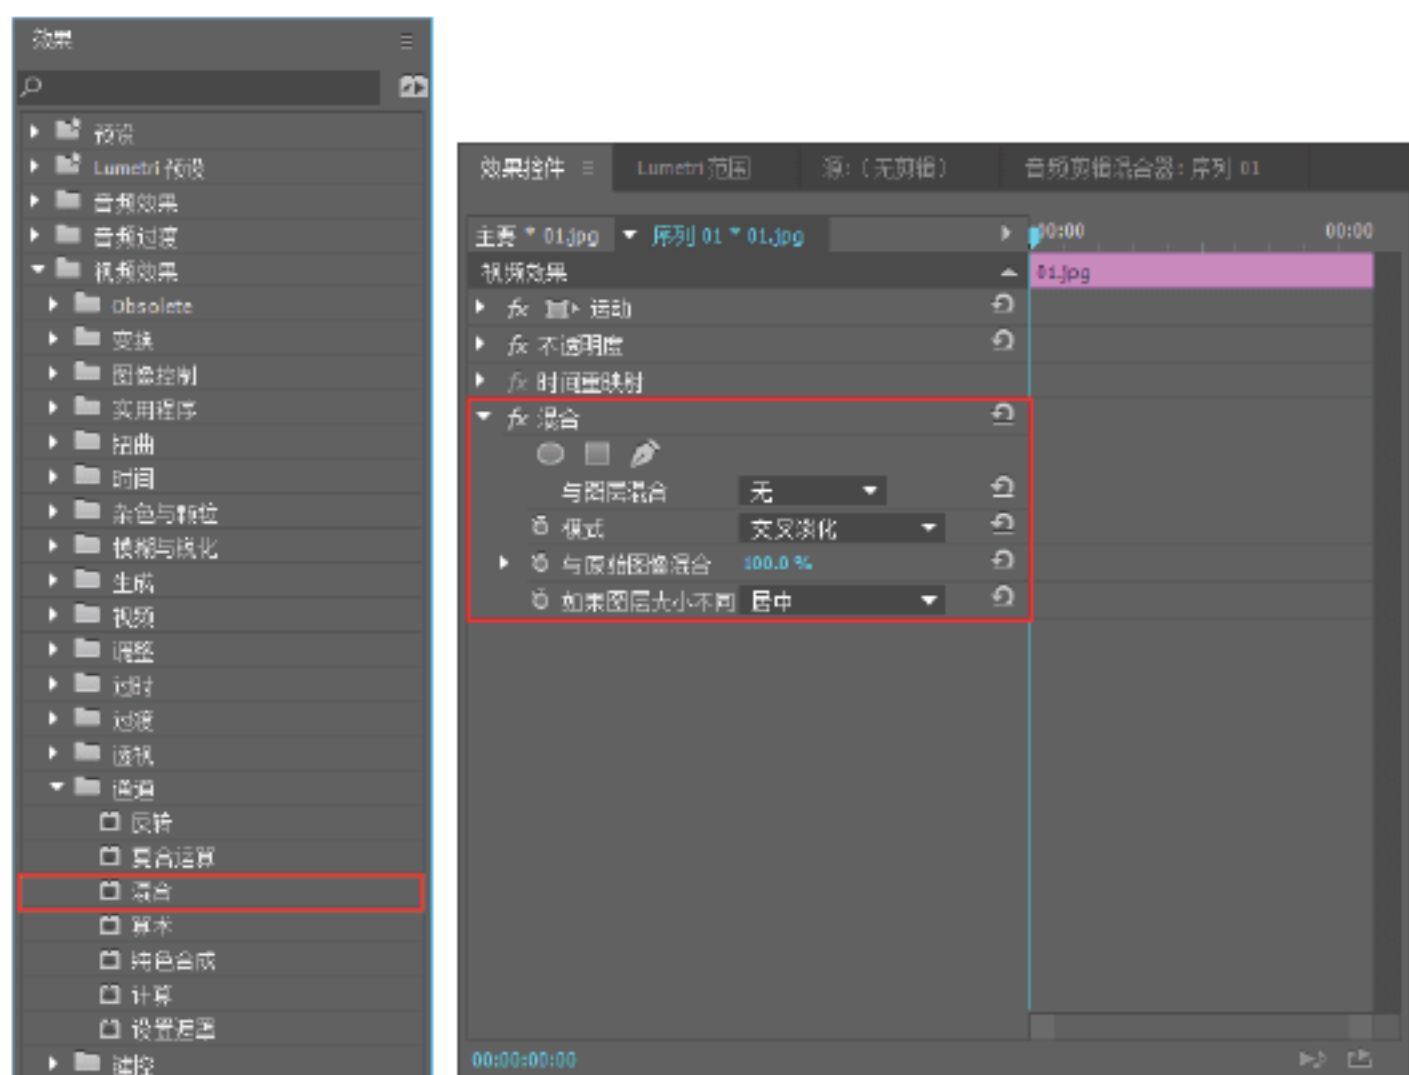 效果
预设
Lumetri 预设
音频效果
音频过渡
视频效果
Obsolete
变换
图像控制
实用程序
扭曲
时间
杂色与颗粒
模糊与锐化
生成
视频
调整
过时
过渡
透视
通道
反转
复合运算
混合
算术
纯色合成
计算
设置遮罩
键控
效果控件
Lumetri 范围
源:（无剪辑）
音频剪辑混合器: 序列 01
主要 * 01.jpg
序列 01 * 01.jpg
00:00
00:00
视频效果
01.jpg
fx 运动
fx 不透明度
fx 时间重映射
fx 混合
与图层混合 无
模式 交叉淡化
与原始图像混合 100.0 %
如果图层大小不同 居中
00:00:00:00